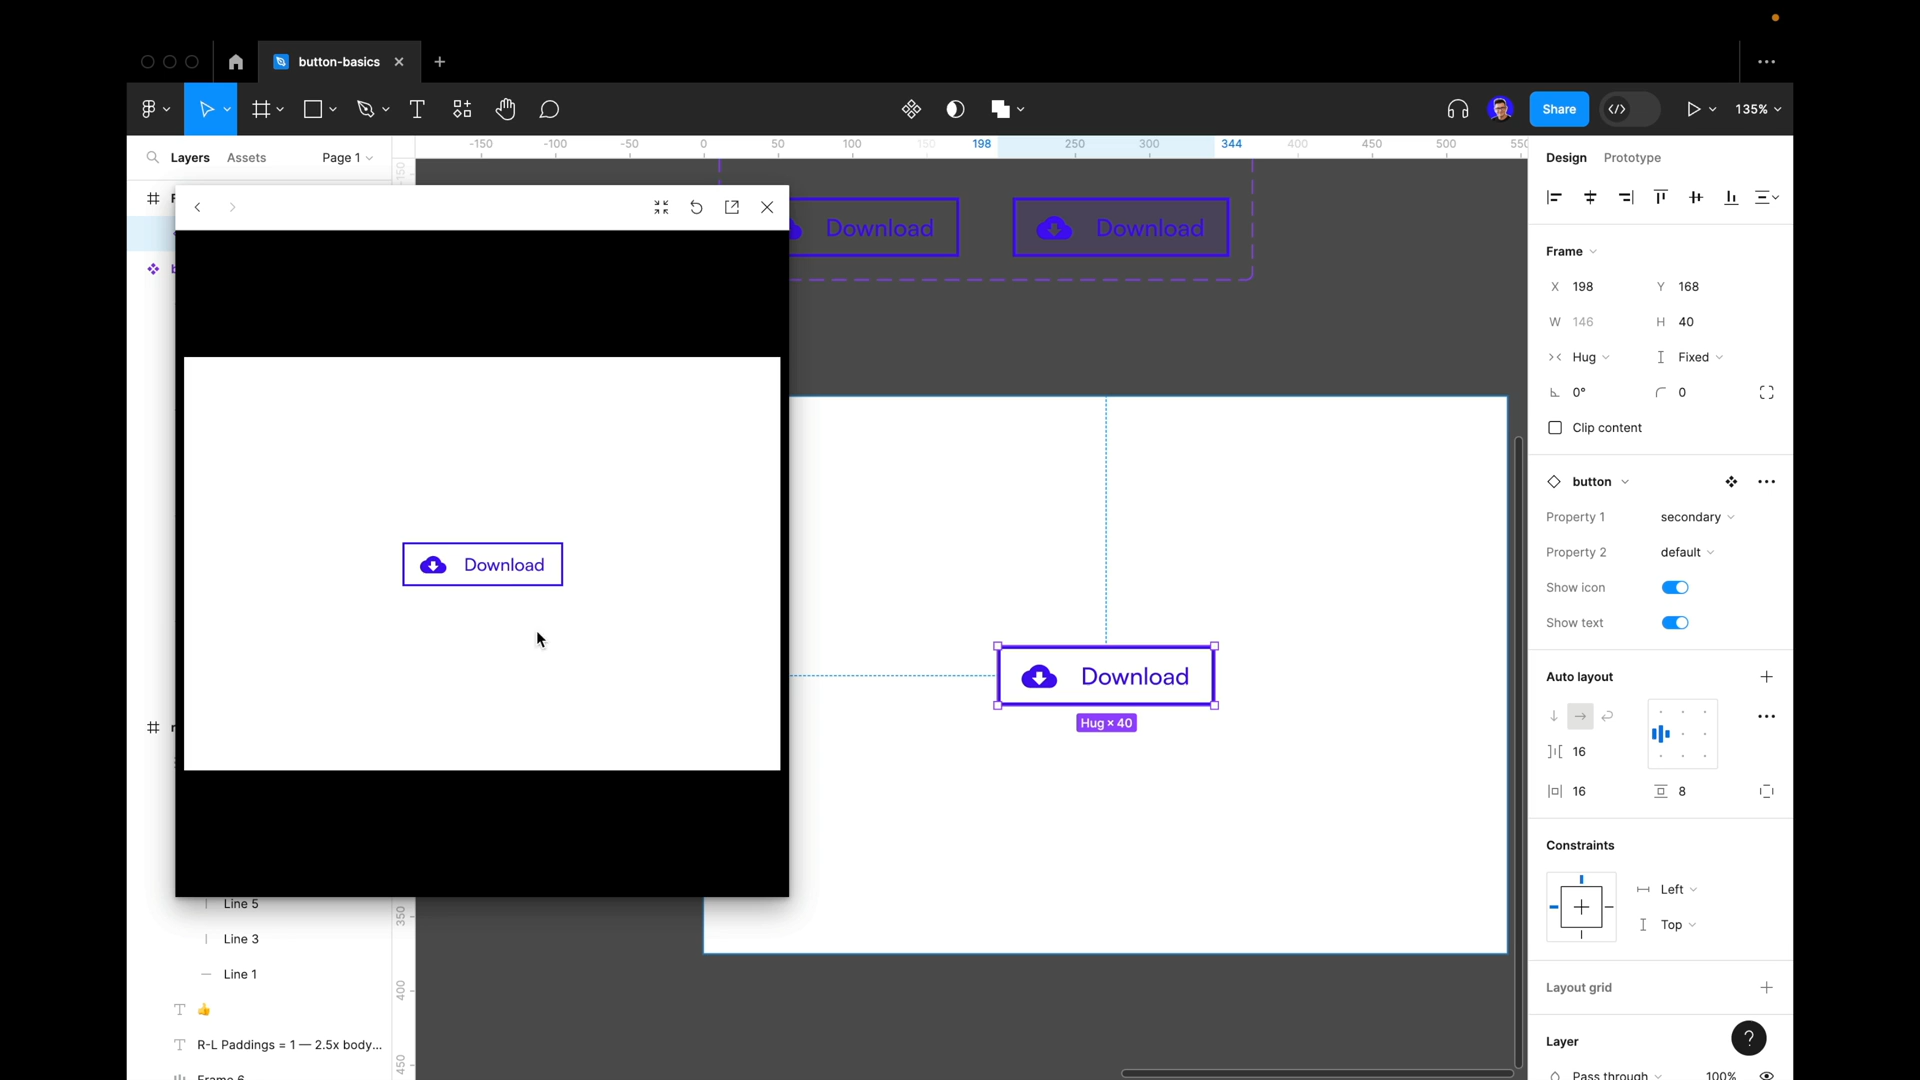 button-basics
Share
135%
Layers
Assets
Page 1
-150
-100
-50
0
50
100
150
198
250
300
344
400
450
500
550
Design
Prototype
-150
Download
Download
Frame
X 198
Y 168
W 146
H 40
Hug
Fixed
0°
0
Clip content
button
Property 1
secondary
Property 2
default
Show icon
Show text
Download
Download
Hug × 40
Auto layout
16
16
8
Constraints
Left
Top
Layout grid
Layer
Pass through
100%
350
400
450
Line 5
Line 3
Line 1
👍
R-L Paddings = 1 — 2.5x body...
Frame 6